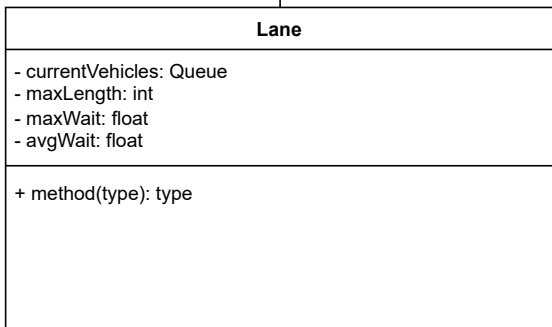 Lane
- currentVehicles: Queue
- maxLength: int
- maxWait: float
- avgWait: float
+ method(type): type